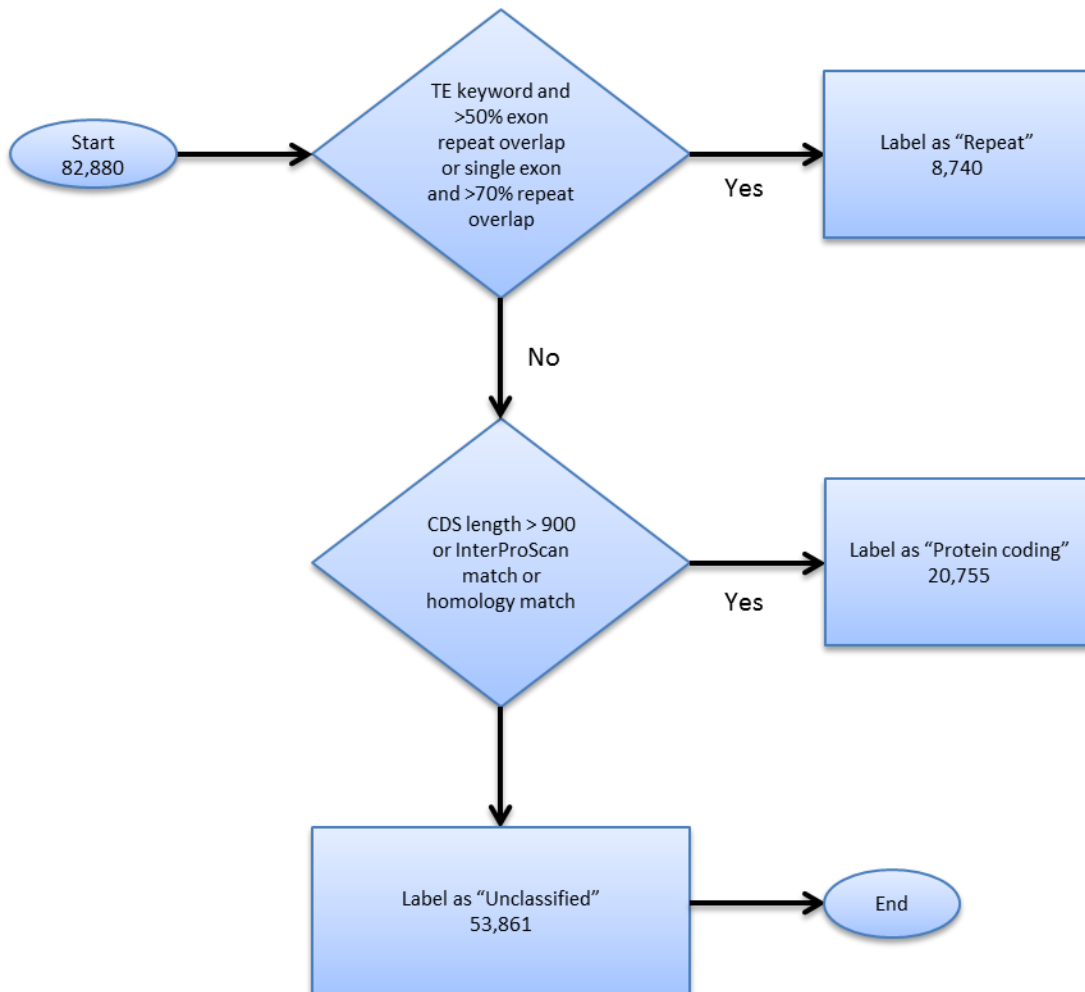 Start
82,880
TE keyword and
>50% exon
repeat overlap
or single exon
and >70% repeat
overlap
Yes
Label as “Repeat”
8,740
No
CDS length > 900
or InterProScan
match or
homology match
Yes
Label as “Protein coding”
20,755
Label as “Unclassified”
53,861
End